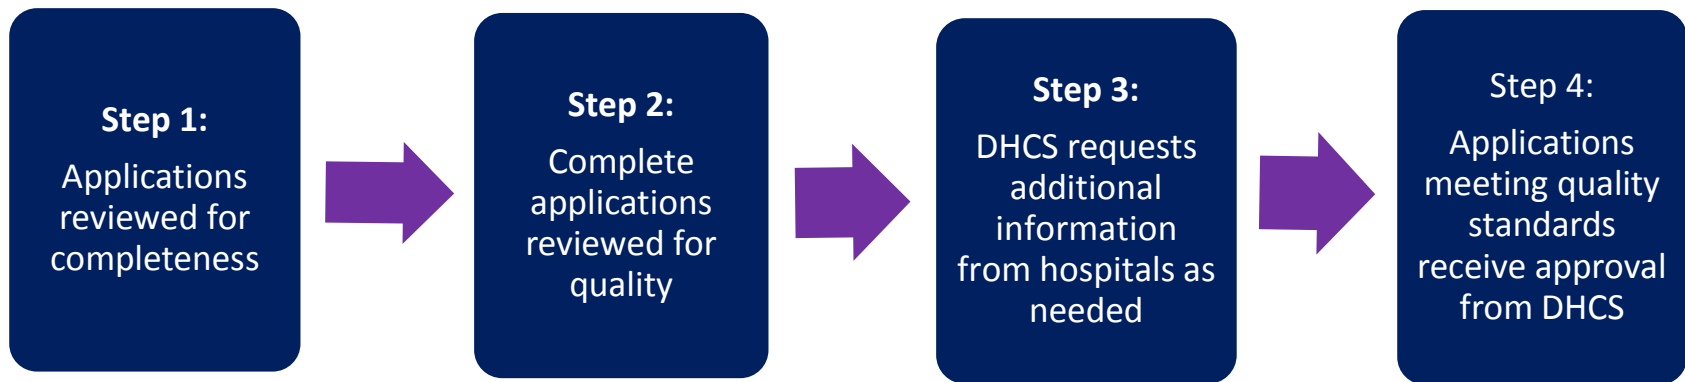 Step 1:
Applications
reviewed for
completeness
Step 2:
Complete
applications
reviewed for
quality
Step 3:
DHCS requests
additional
information
from hospitals as
needed
Step 4:
Applications
meeting quality
standards
receive approval
from DHCS